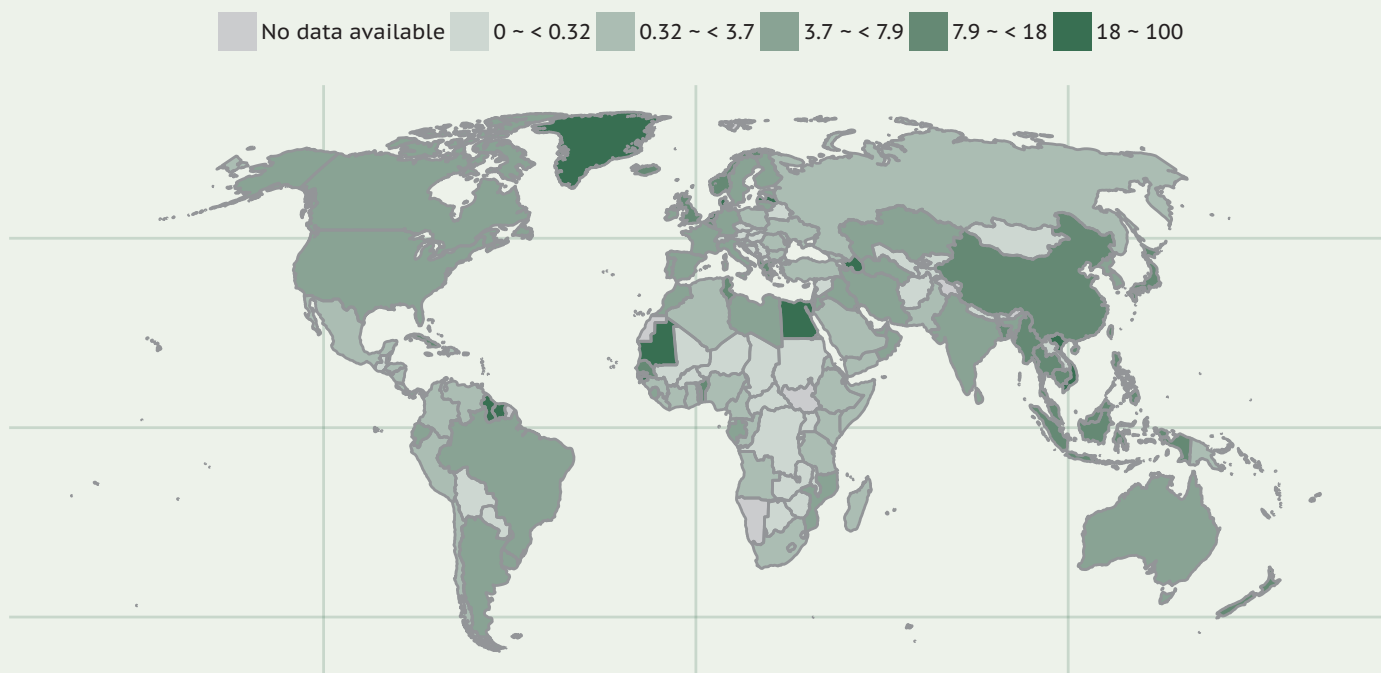 No data available 0 ~ < 0.32 0.32 ~ < 3.7 3.7 ~ < 7.9 7.9 ~ < 18 18 ~ 100